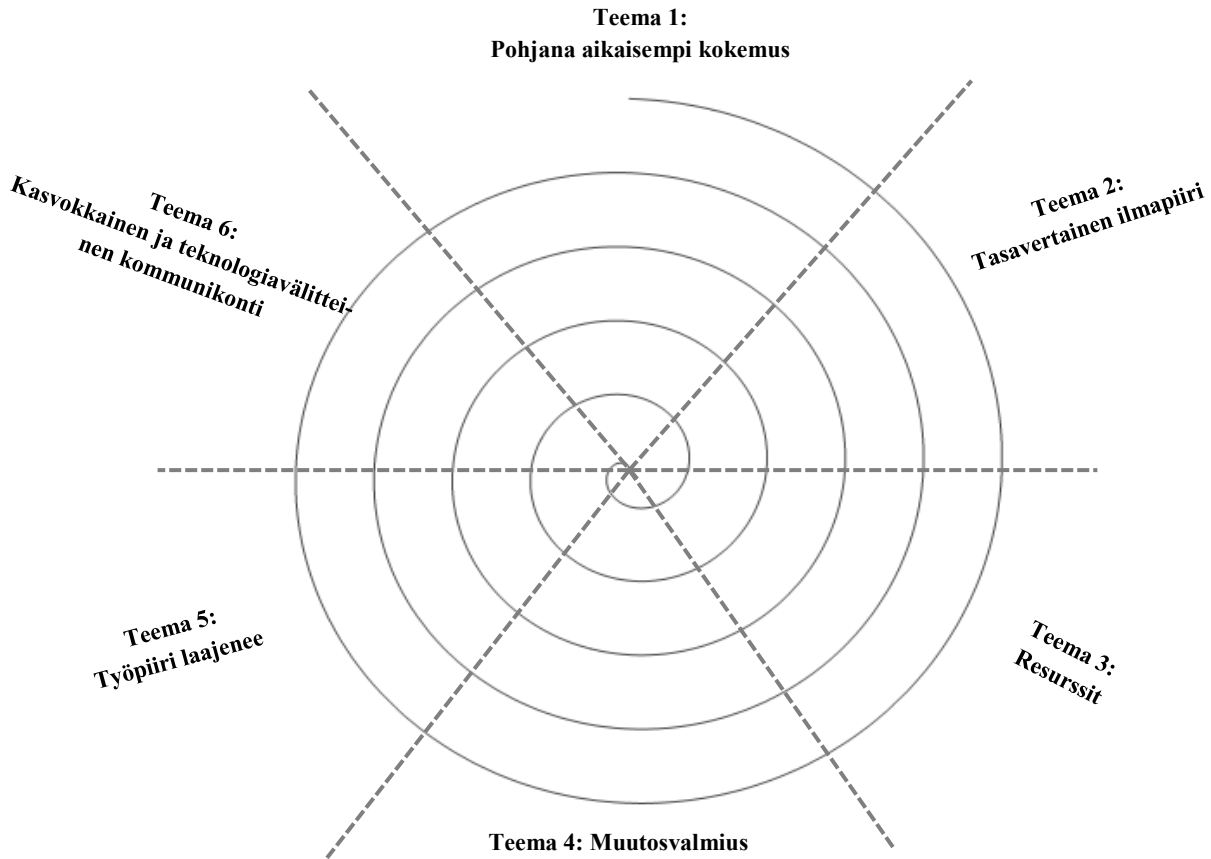 Teema 1:
Pohjana aikaisempi kokemus
Teema 2:
Tasavertainen ilmapiiri
Teema 3:
Resurssit
Teema 4: Muutosvalmius
Teema 5:
Työpiiri laajenee
Teema 6:
Kasvokkainen ja teknologiavälittei-
nen kommunikonti